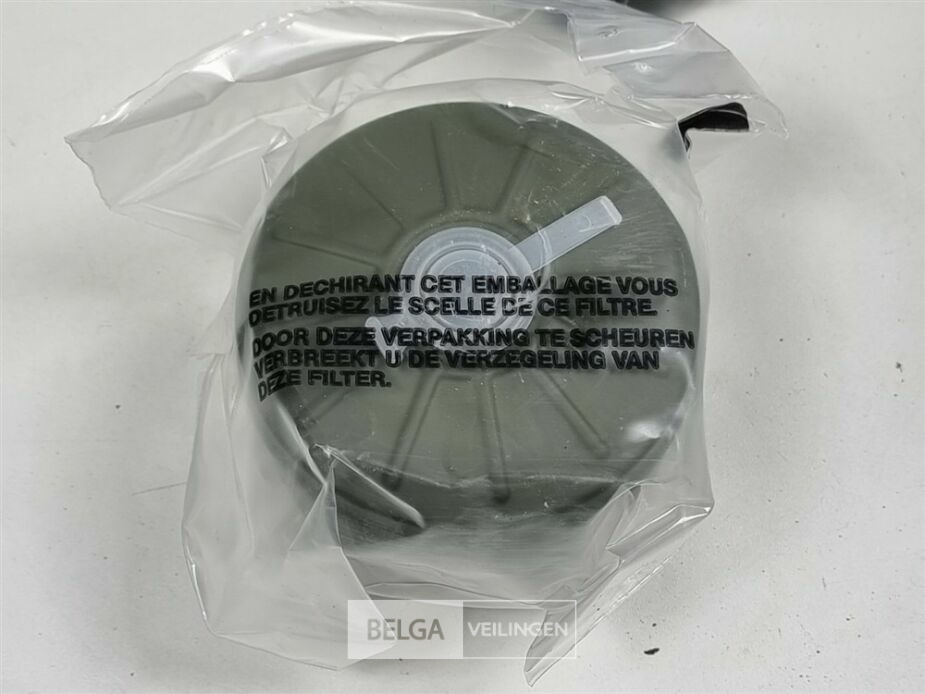 EN DECHIRANT CET EMBALLAGE VOUS
DETRUISEZ LE SCELLE DE CE FILTRE.
DOOR DEZE VERPAKKING TE SCHEUREN
VERBREEKT U DE VERZEGELING VAN
DEZE FILTER.
BELGA VEILINGEN